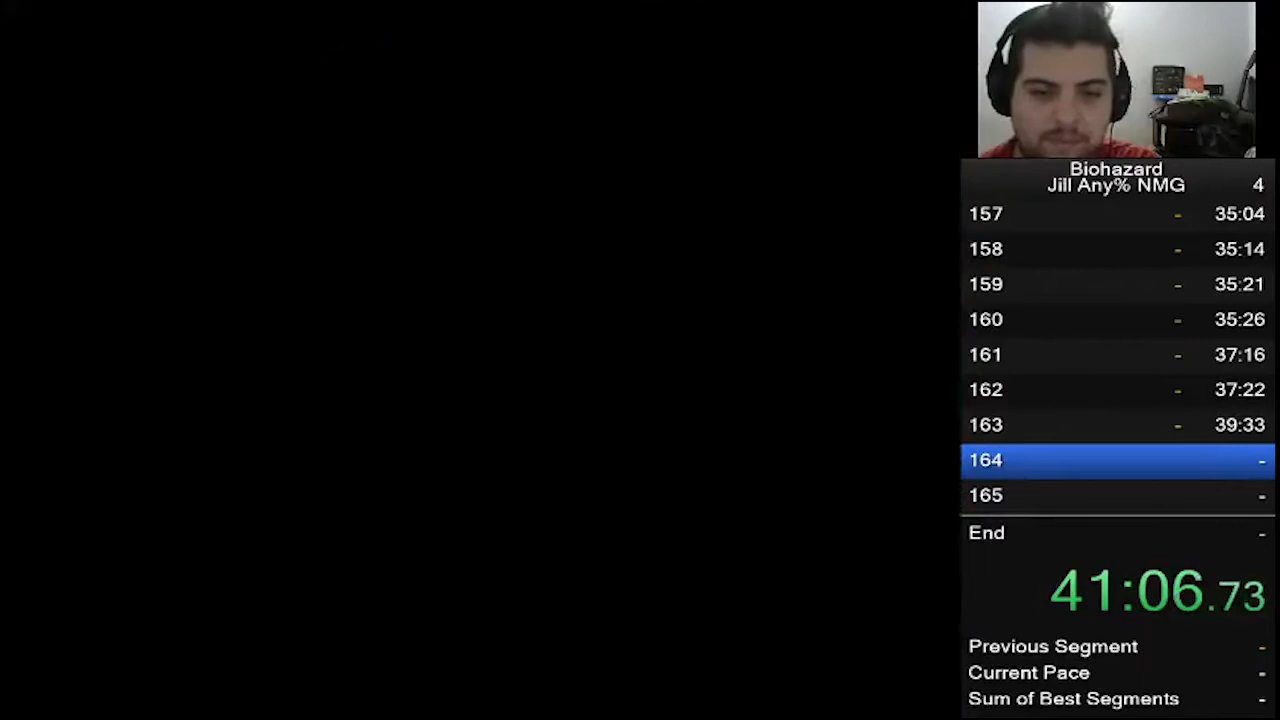 Biohazard
Jill Any% NMG 4
157 - 35:04
158 - 35:14
159 - 35:21
160 - 35:26
161 - 37:16
162 - 37:22
163 - 39:33
164 -
165 -
End -
41:06.73
Previous Segment -
Current Pace -
Sum of Best Segments -